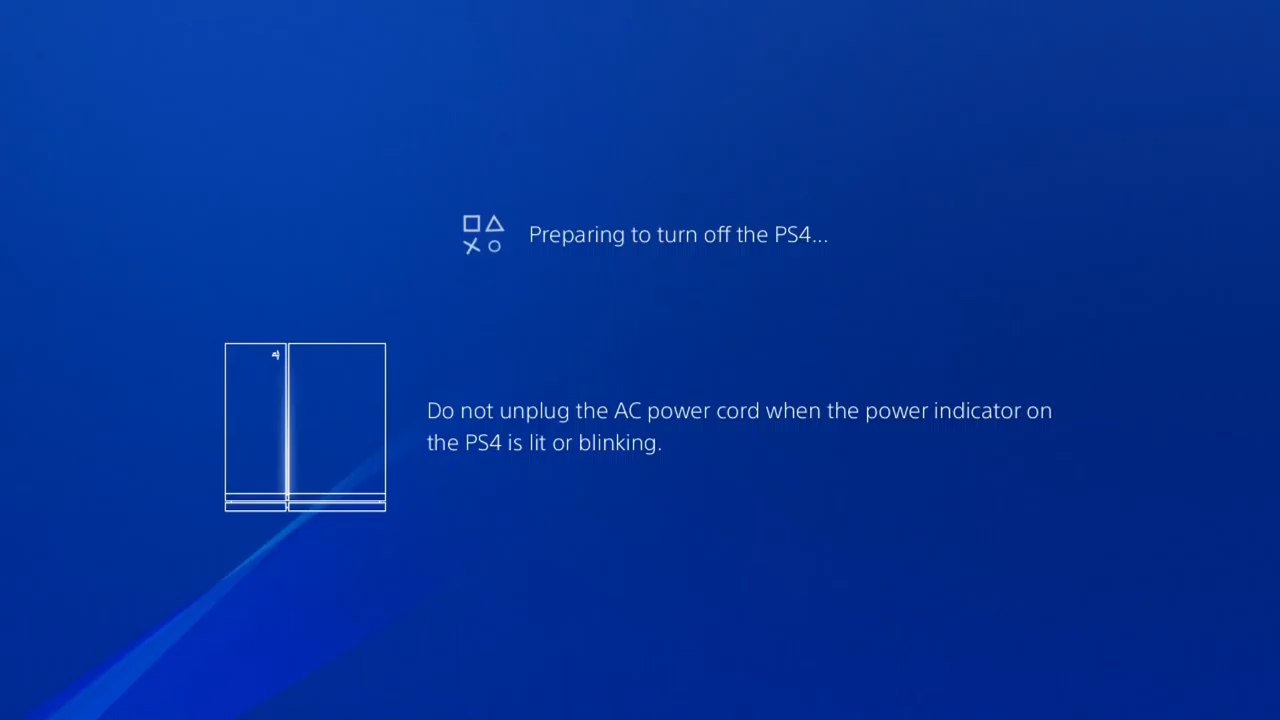 Preparing to turn off the PS4...
Do not unplug the AC power cord when the power indicator on
the PS4 is lit or blinking.